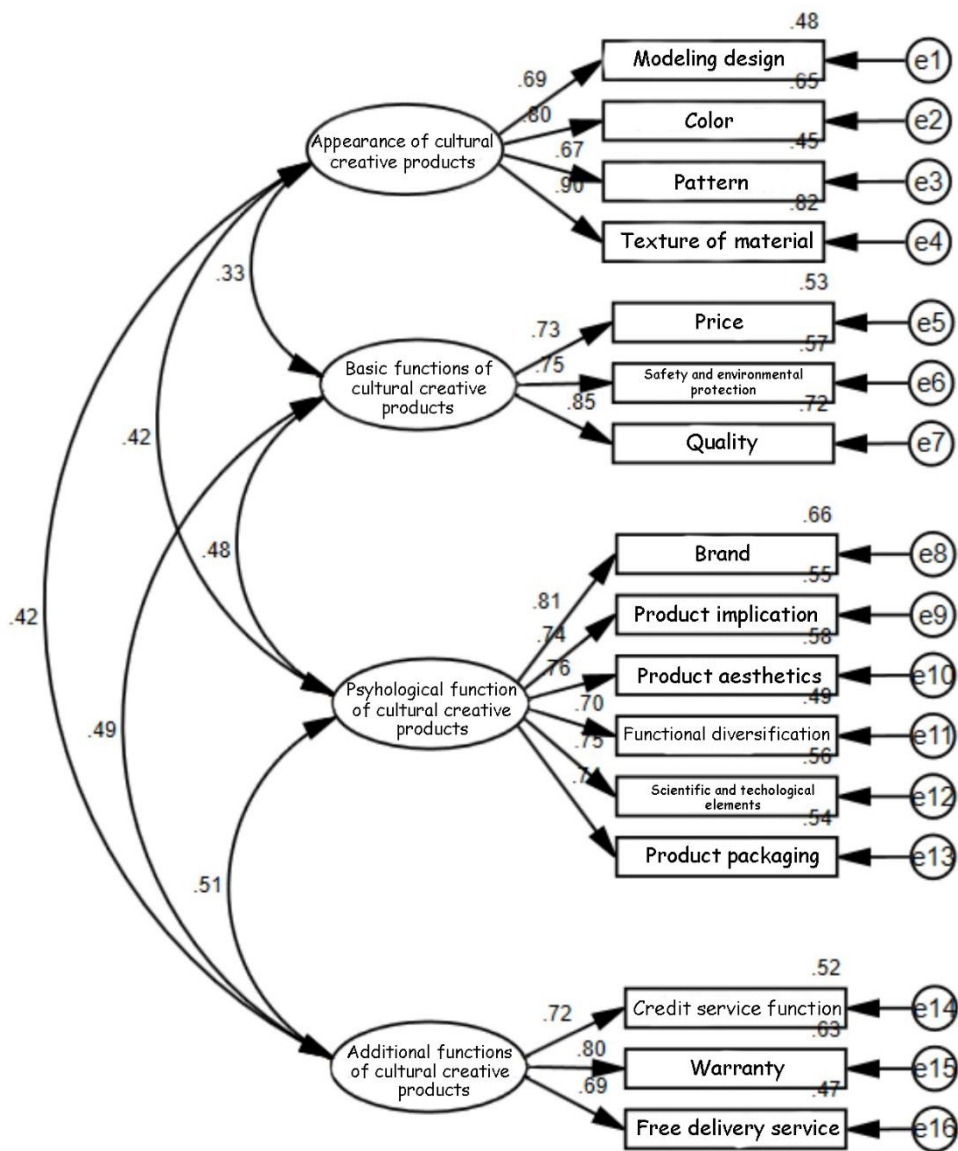 .48
Modeling design
e1
.69
.65
.80
Color
e2
Appearance of cultural
creative products
.45
.67
Pattern
e3
.90
.82
Texture of material
e4
.33
.53
Price
e5
.73
.57
Basic functions of
cultural creative
products
.75
Safety and environmental
protection
e6
.85
.72
Quality
e7
.42
.66
.48
Brand
e8
.55
.81
Product implication
e9
.42
.74
.58
.76
Product aesthetics
e10
.49
Psyhological function
of cultural creative
products
.70
Functional diversification
e11
.49
.75
.56
Scientific and techological
elements
e12
.54
Product packaging
e13
.51
.52
Credit service function
e14
.72
.63
Additional functions
of cultural creative
products
.80
Warranty
e15
.69
.47
Free delivery service
e16